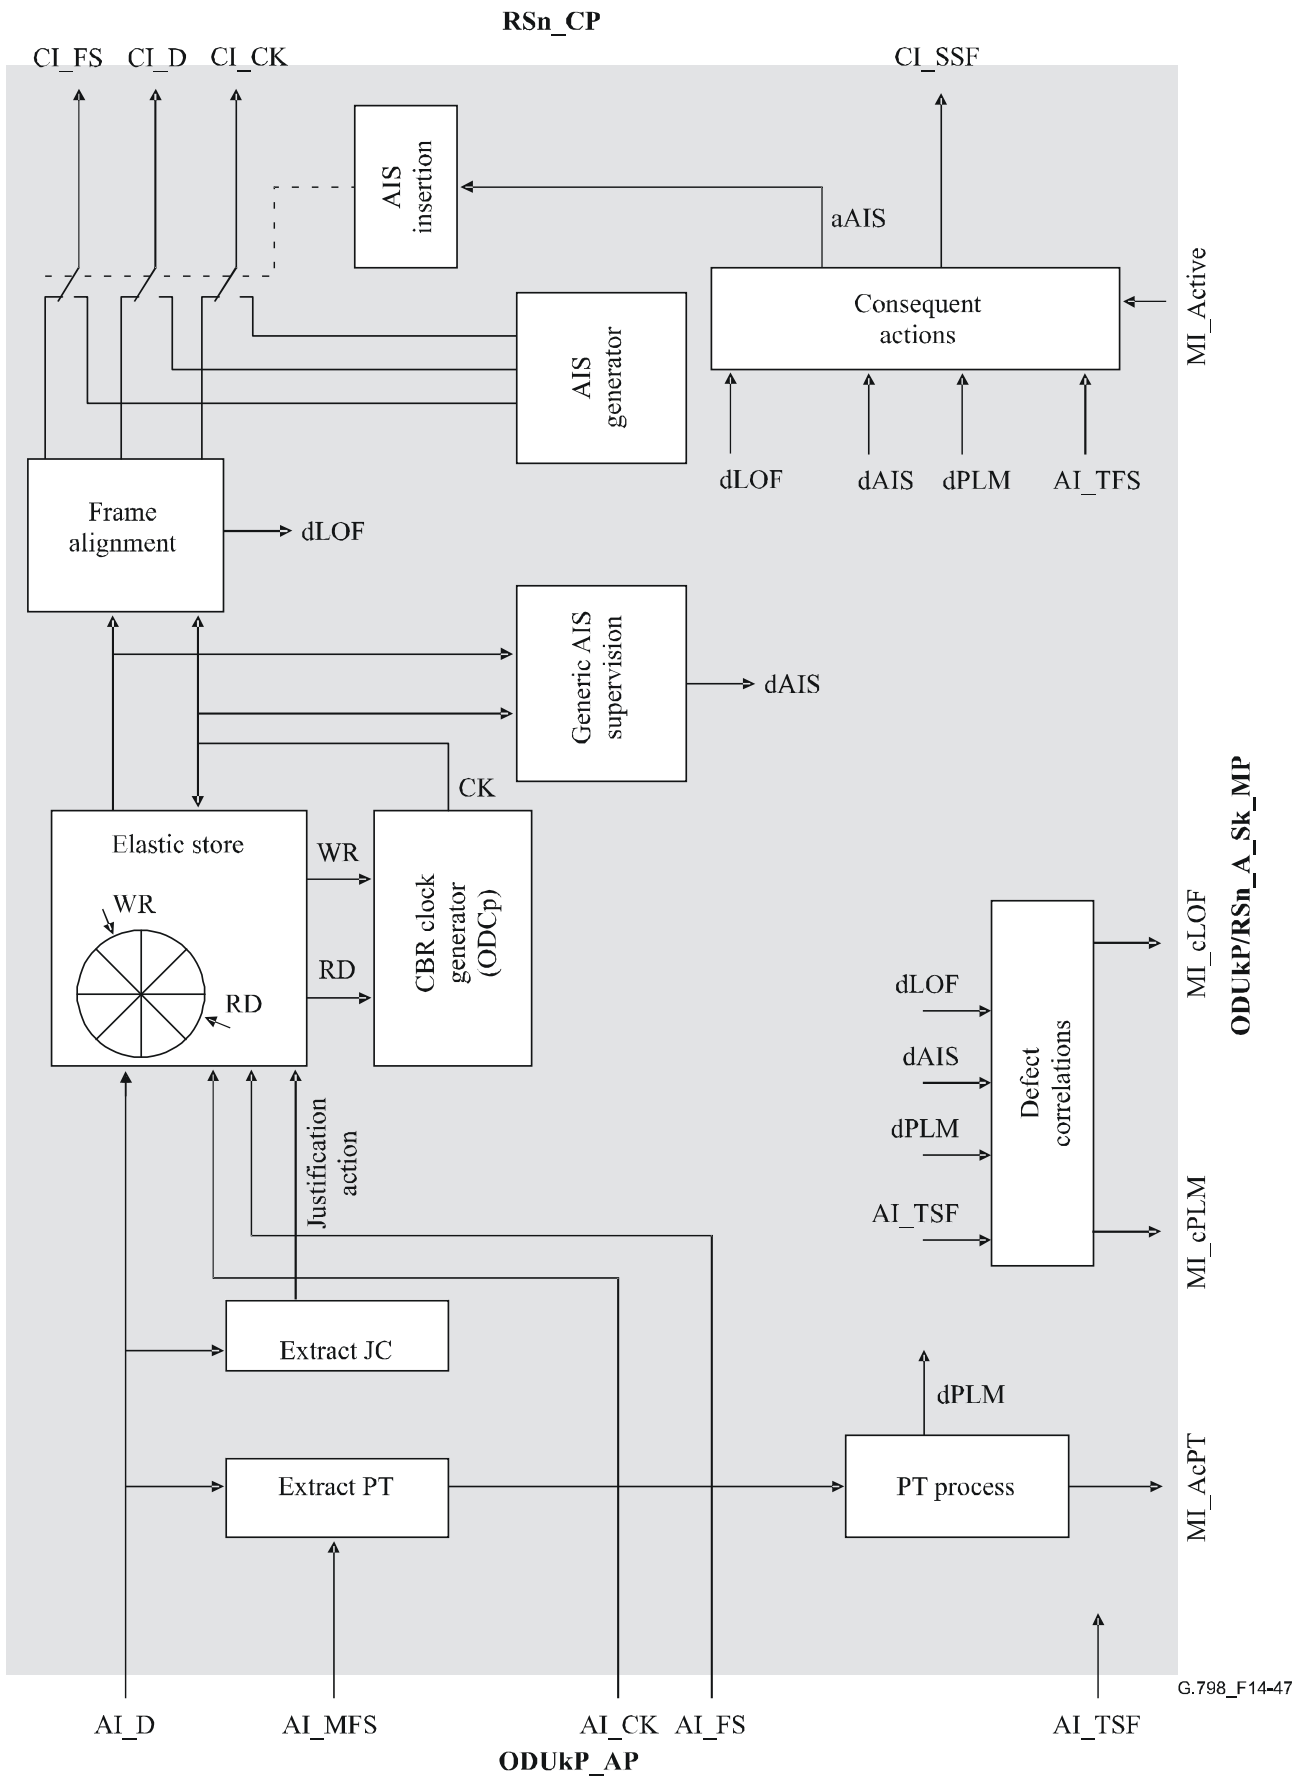 RSn_CP
CI_FS
CI_D
CI_CK
CI_SSF
AIS
insertion
aAIS
MI_Active
Consequent
actions
AIS
generator
dLOF
dAIS
dPLM
AI_TFS
Frame
alignment
dLOF
Generic AIS
supervision
dAIS
CK
Elastic store
WR
WR
RD
RD
CBR clock
generator
(ODCp)
ODUkP/RSn_A_Sk_MP
MI_cLOF
dLOF
dAIS
dPLM
AI_TSF
Defect
correlations
MI_cPLM
Justification
action
Extract JC
dPLM
Extract PT
PT process
MI_AcPT
G.798_F14-47
AI_D
AI_MFS
AI_CK
AI_FS
AI_TSF
ODUkP_AP